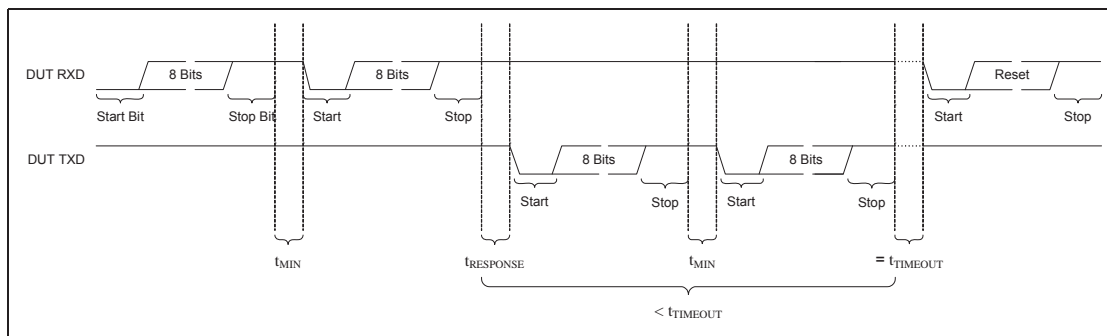 DUT RXD
8 Bits
8 Bits
Reset
Start Bit
Stop Bit
Start
Stop
Start
Stop
DUT TXD
8 Bits
8 Bits
Start
Stop
Start
Stop
tMIN
tRESPONSE
tMIN
= tTIMEOUT
< tTIMEOUT